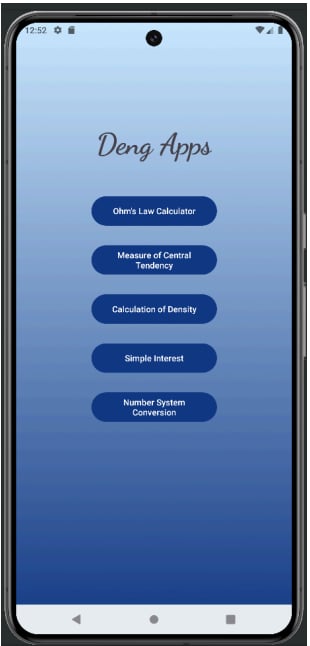 12:52
Deng Apps
Ohm's Law Calculator
Measure of Central
Tendency
Calculation of Density
Simple Interest
Number System
Conversion